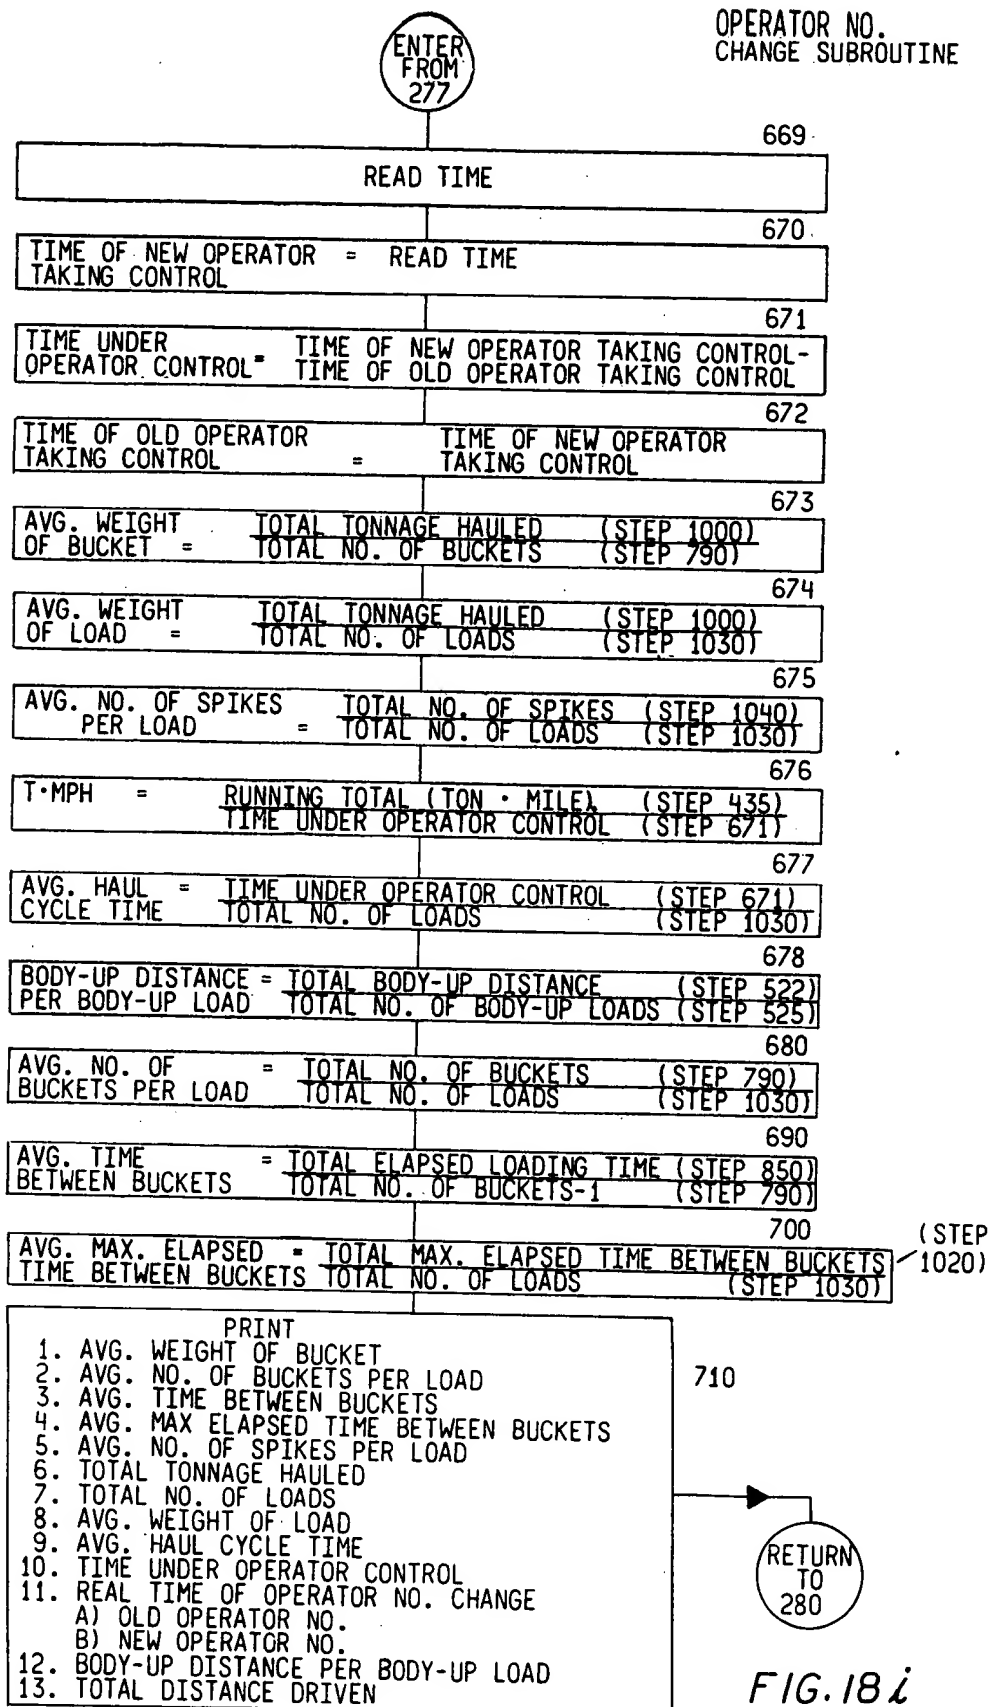 OPERATOR NO.
CHANGE SUBROUTINE
ENTER
FROM
277
669
READ TIME
670
TIME OF NEW OPERATOR = READ TIME
TAKING CONTROL
671
TIME UNDER TIME OF NEW OPERATOR TAKING CONTROL-
OPERATOR CONTROL= TIME OF OLD OPERATOR TAKING CONTROL
672
TIME OF OLD OPERATOR TIME OF NEW OPERATOR
TAKING CONTROL = TAKING CONTROL
673
AVG. WEIGHT TOTAL TONNAGE HAULED (STEP 1000)
OF BUCKET = TOTAL NO. OF BUCKETS (STEP 790)
674
AVG. WEIGHT TOTAL TONNAGE HAULED (STEP 1000)
OF LOAD = TOTAL NO. OF LOADS (STEP 1030)
675
AVG. NO. OF SPIKES TOTAL NO. OF SPIKES (STEP 1040)
PER LOAD = TOTAL NO. OF LOADS (STEP 1030)
676
T·MPH = RUNNING TOTAL (TON · MILE) (STEP 435)
TIME UNDER OPERATOR CONTROL (STEP 671)
677
AVG. HAUL = TIME UNDER OPERATOR CONTROL (STEP 671)
CYCLE TIME TOTAL NO. OF LOADS (STEP 1030)
678
BODY-UP DISTANCE = TOTAL BODY-UP DISTANCE (STEP 522)
PER BODY-UP LOAD TOTAL NO. OF BODY-UP LOADS (STEP 525)
680
AVG. NO. OF = TOTAL NO. OF BUCKETS (STEP 790)
BUCKETS PER LOAD TOTAL NO. OF LOADS (STEP 1030)
690
AVG. TIME = TOTAL ELAPSED LOADING TIME (STEP 850)
BETWEEN BUCKETS TOTAL NO. OF BUCKETS-1 (STEP 790)
700
AVG. MAX. ELAPSED = TOTAL MAX. ELAPSED TIME BETWEEN BUCKETS (STEP
1020)
TIME BETWEEN BUCKETS TOTAL NO. OF LOADS (STEP 1030)
PRINT
1. AVG. WEIGHT OF BUCKET
2. AVG. NO. OF BUCKETS PER LOAD
3. AVG. TIME BETWEEN BUCKETS
4. AVG. MAX ELAPSED TIME BETWEEN BUCKETS
5. AVG. NO. OF SPIKES PER LOAD
6. TOTAL TONNAGE HAULED
7. TOTAL NO. OF LOADS
8. AVG. WEIGHT OF LOAD
9. AVG. HAUL CYCLE TIME
10. TIME UNDER OPERATOR CONTROL
11. REAL TIME OF OPERATOR NO. CHANGE
A) OLD OPERATOR NO.
B) NEW OPERATOR NO.
12. BODY-UP DISTANCE PER BODY-UP LOAD
13. TOTAL DISTANCE DRIVEN
710
RETURN
TO
280
FIG.18i